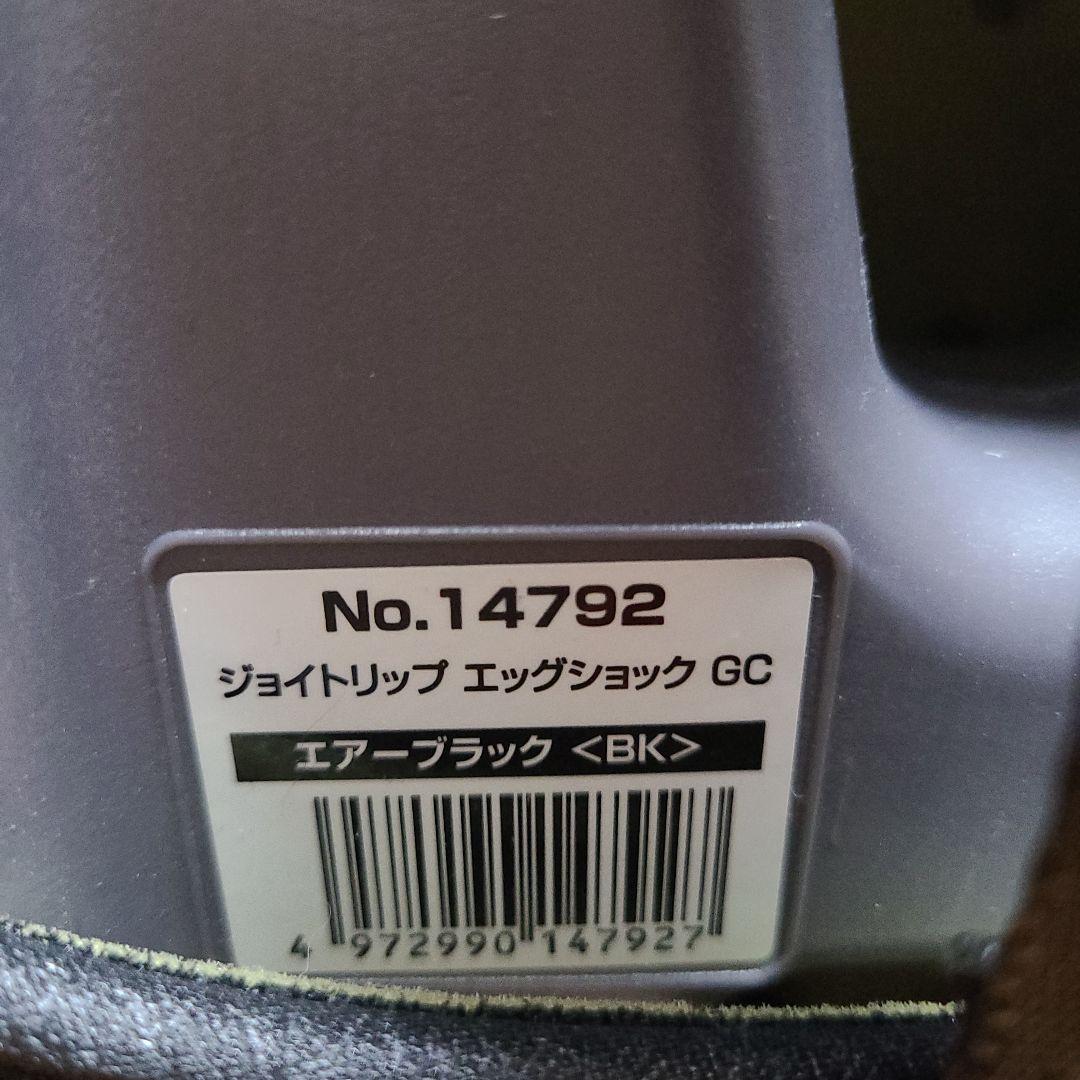 No.14792
ジョイトリップ エッグショック GC
エアーブラック <BK>
4 972990 147927